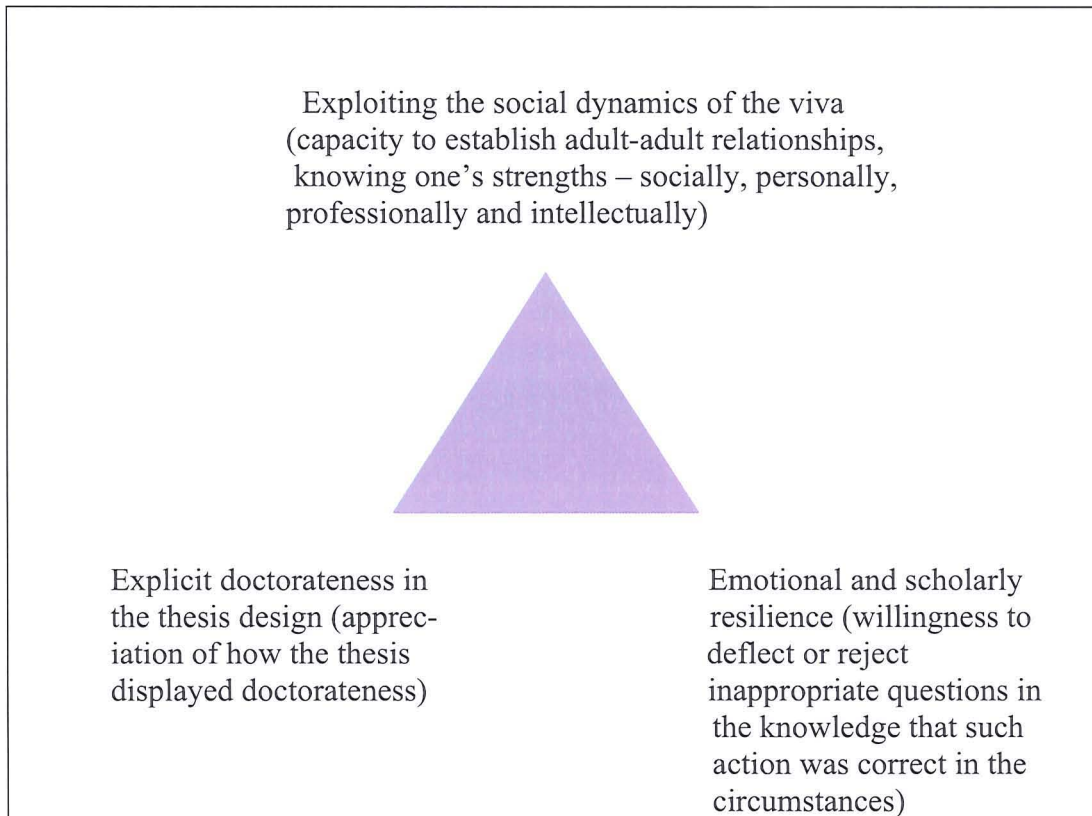 Exploiting the social dynamics of the viva
(capacity to establish adult-adult relationships,
knowing one’s strengths – socially, personally,
professionally and intellectually)
Explicit doctorateness in
the thesis design (apprec-
iation of how the thesis
displayed doctorateness)
Emotional and scholarly
resilience (willingness to
deflect or reject
inappropriate questions in
the knowledge that such
action was correct in the
circumstances)